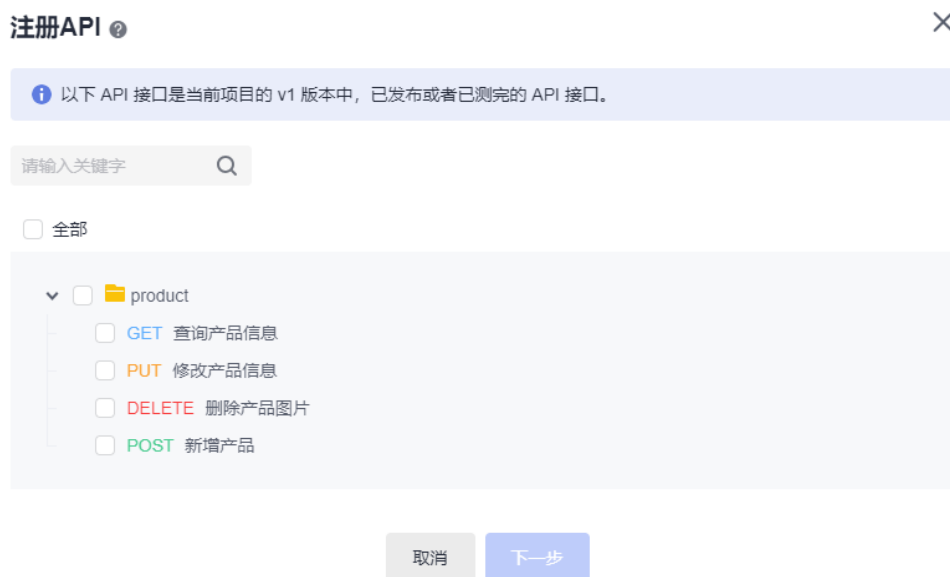 注册API
以下 API 接口是当前项目的 v1 版本中，已发布或者已测完的 API 接口。
请输入关键字
全部
product
GET 查询产品信息
PUT 修改产品信息
DELETE 删除产品图片
POST 新增产品
取消 下一步